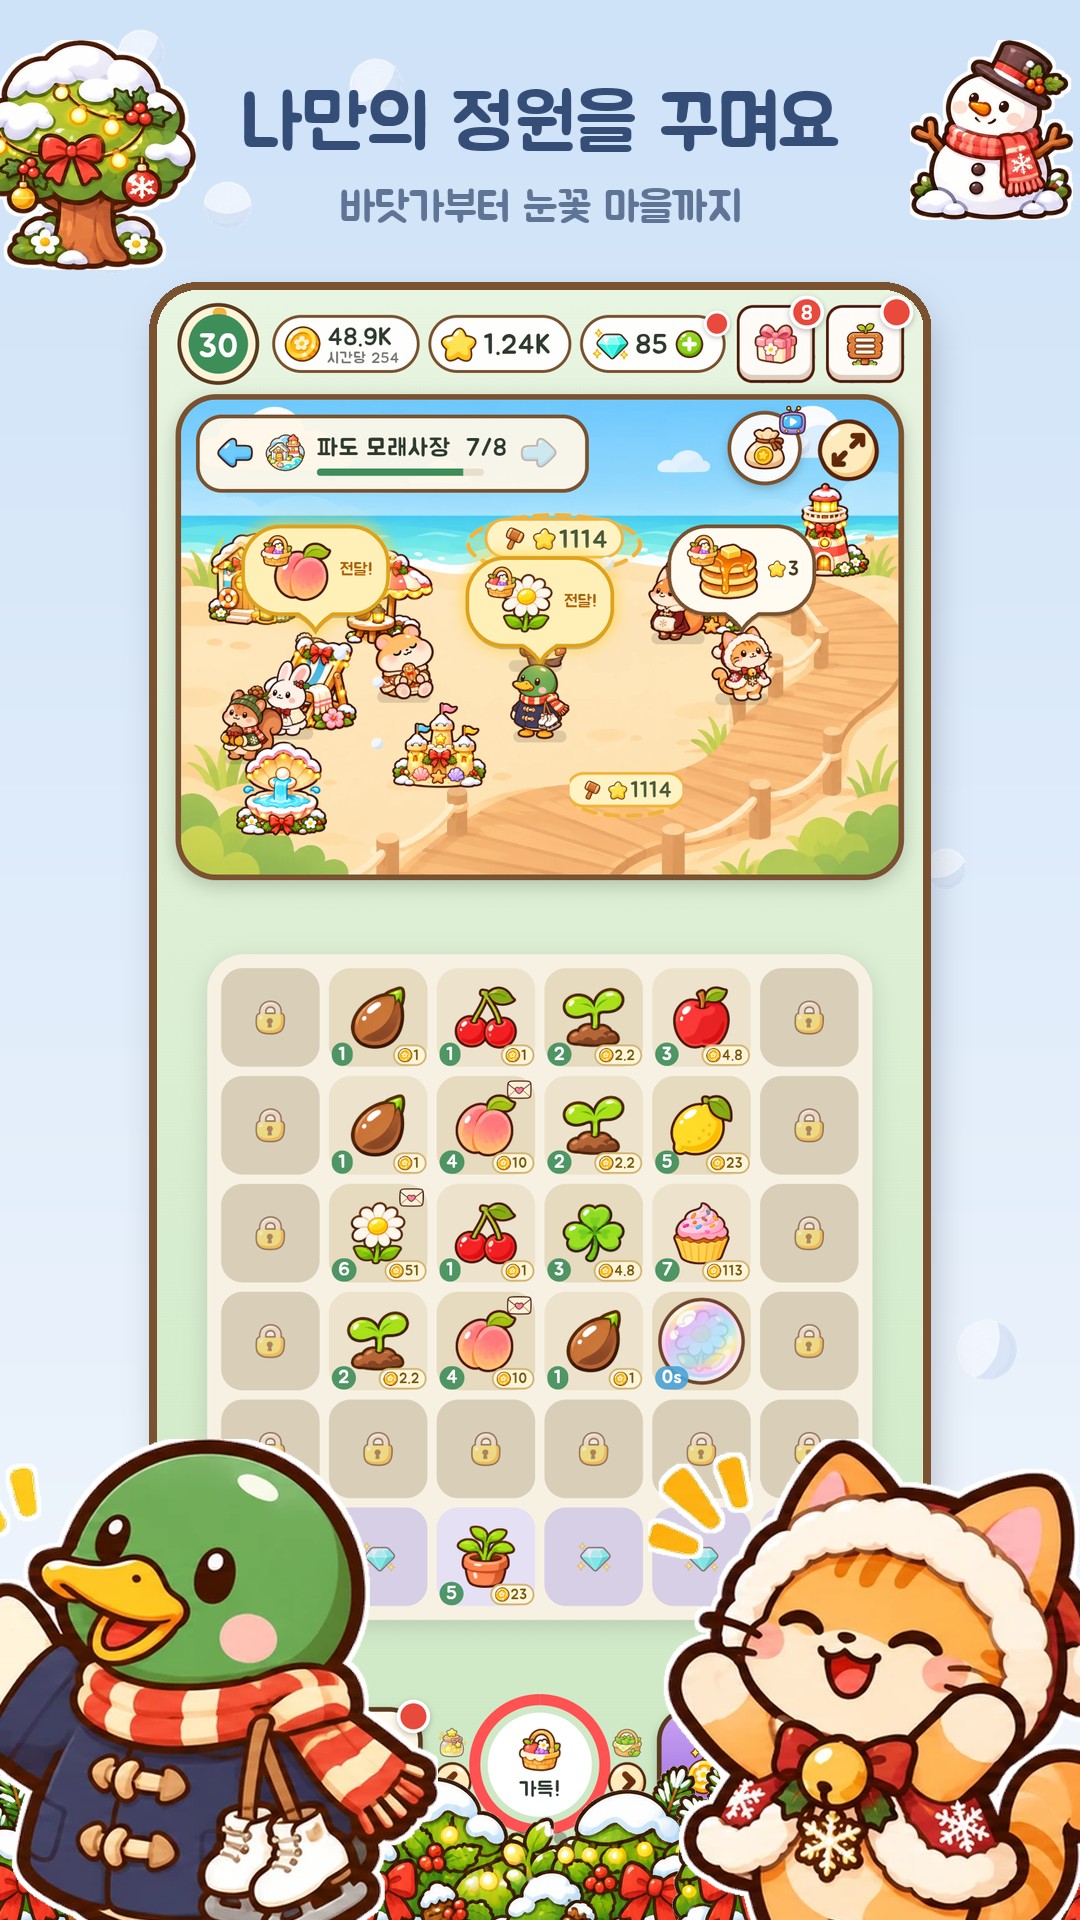 나만의 정원을 꾸며요
바닷가부터 눈꽃 마을까지
30
48.9K
시간당 254
1.24K
85
8
파도 모래사장 7/8
전달!
1114
전달!
3
1114
1 1
1 1
2 2.2
3 4.8
1 1
4 10
2 2.2
5 23
6 51
1 1
3 4.8
7 113
2 2.2
4 10
1 1
0s
5 23
가득!